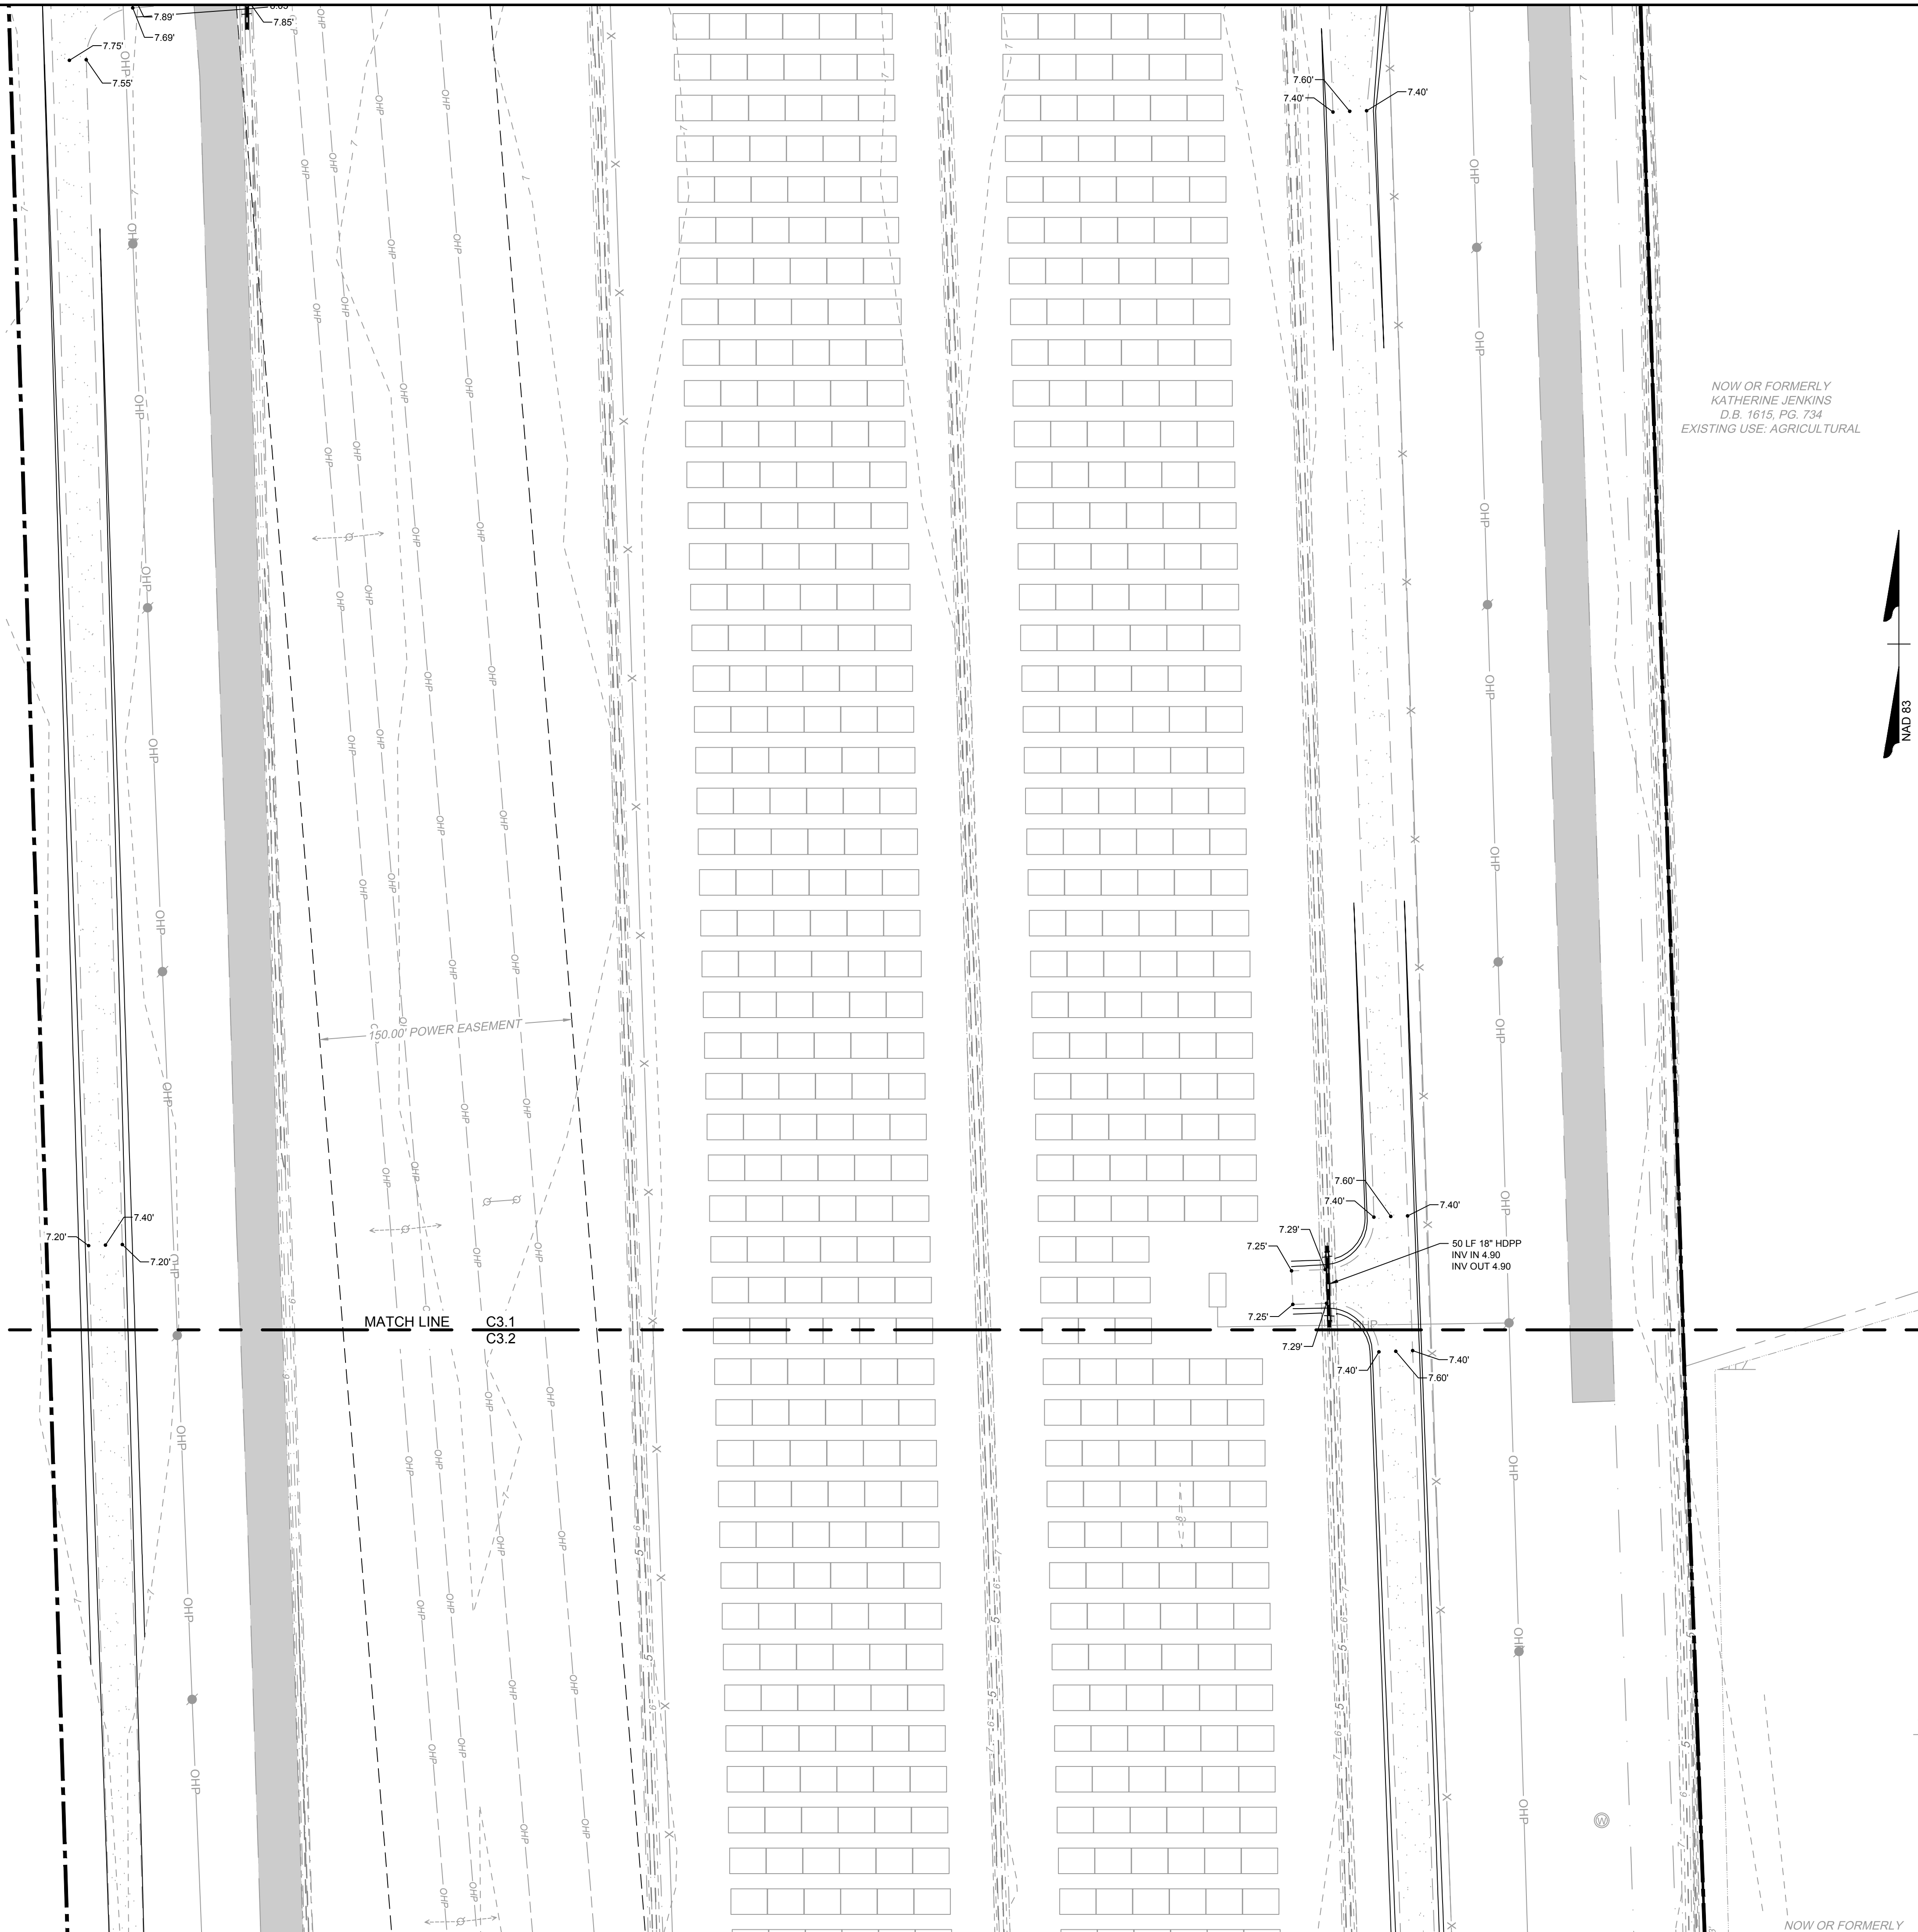 7.89'
8.05'
7.85'
7.69'
7.75'
7.55'
7.60'
7.40'
7.40'
NOW OR FORMERLY
KATHERINE JENKINS
D.B. 1615, PG. 734
EXISTING USE: AGRICULTURAL
NAD 83
150.00' POWER EASEMENT
7.60'
7.40'
7.40'
7.29'
7.25'
50 LF 18" HDPP
INV IN 4.90
INV OUT 4.90
7.40'
7.20'
7.20'
7.25'
MATCH LINE
C3.1
C3.2
OHP
7.29'
7.40'
7.40'
7.60'
8
W
NOW OR FORMERLY